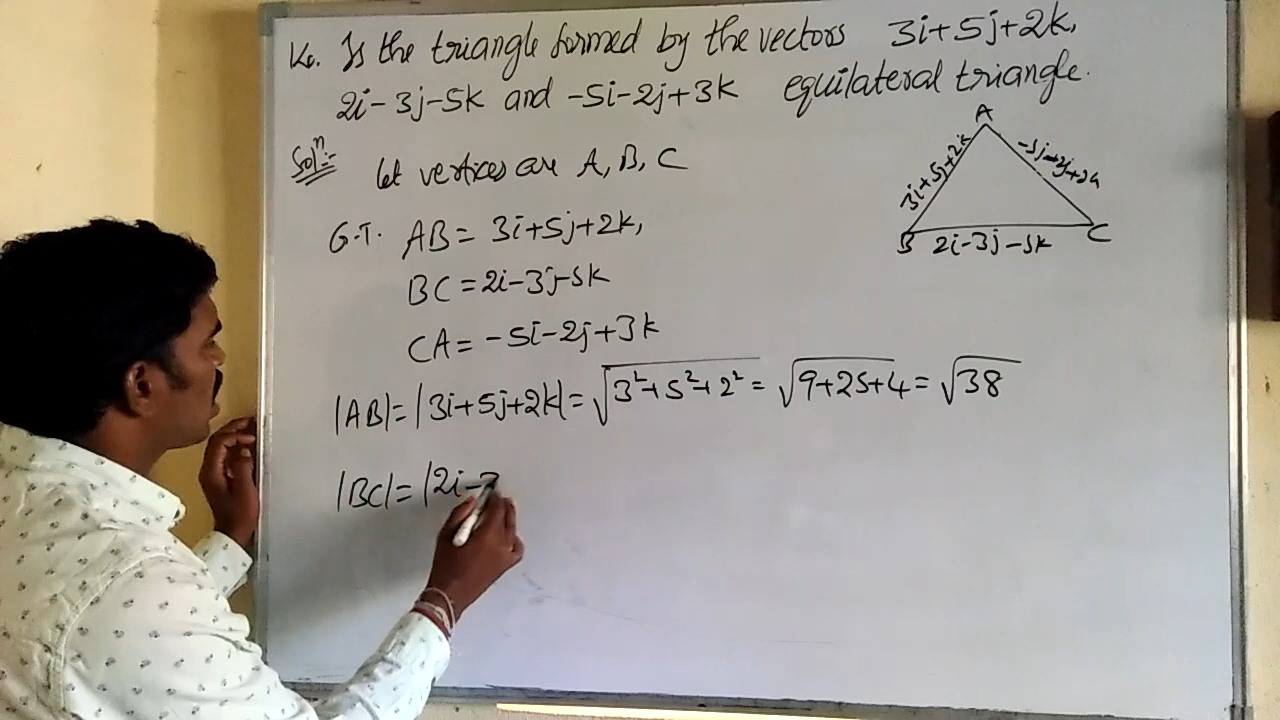 Is the triangle formed by the vectors 3i+5j+2k,
2i-3j-5k and -5i-2j+3k equilateral triangle.
Solⁿ:- let vertices are A, B, C
G.T. AB = 3i+5j+2k,
BC = 2i-3j-5k
CA = -5i-2j+3k
|AB| = |3i+5j+2k| = √3²+5²+2² = √9+25+4 = √38
|BC| = |2i-3
A
3i+5j+2k
B
2i-3j-5k
C